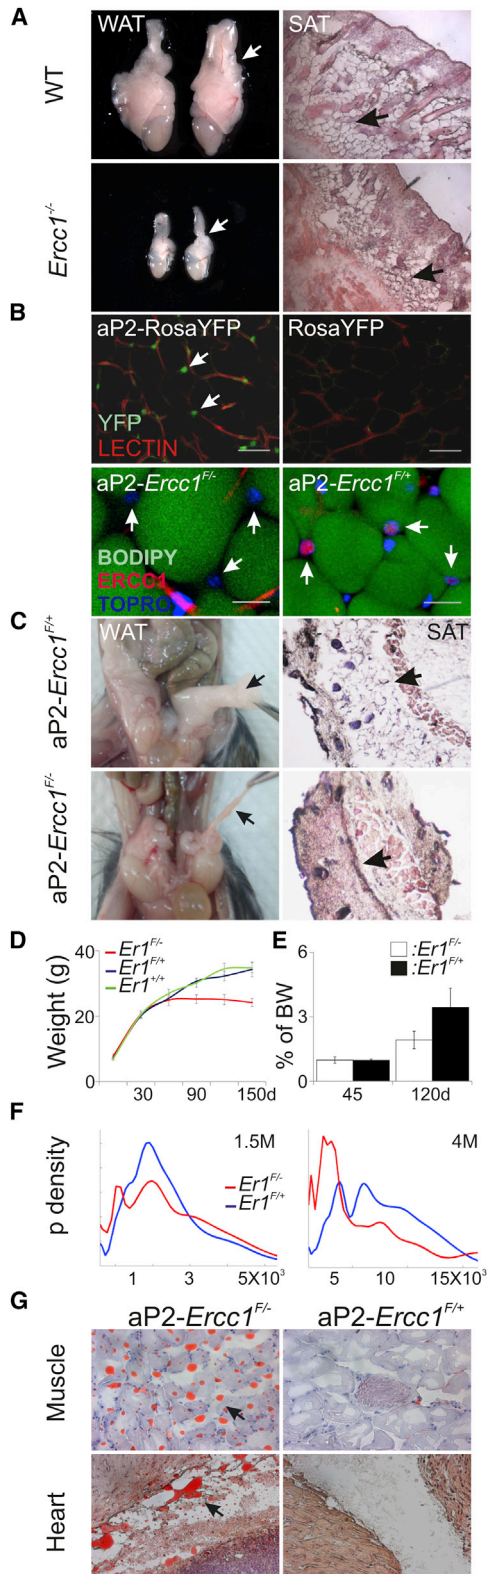 A
WAT
SAT
WT
Ercc1-/-
B
aP2-RosaYFP
RosaYFP
YFP
LECTIN
aP2-Ercc1F/-
aP2-Ercc1F/+
BODIPY
ERCC1
TOPRO
C
WAT
SAT
aP2-Ercc1F/+
aP2-Ercc1F/-
D
Er1F/-
Er1F/+
Er1+/+
Weight (g)
40
20
0
30 90 150d
E
:Er1F/-
:Er1F/+
% of BW
6
3
0
45 120d
F
p density
1.5M
Er1F/-
Er1F/+
1 3 5X10³
4M
5 10 15X10³
G
aP2-Ercc1F/-
aP2-Ercc1F/+
Muscle
Heart